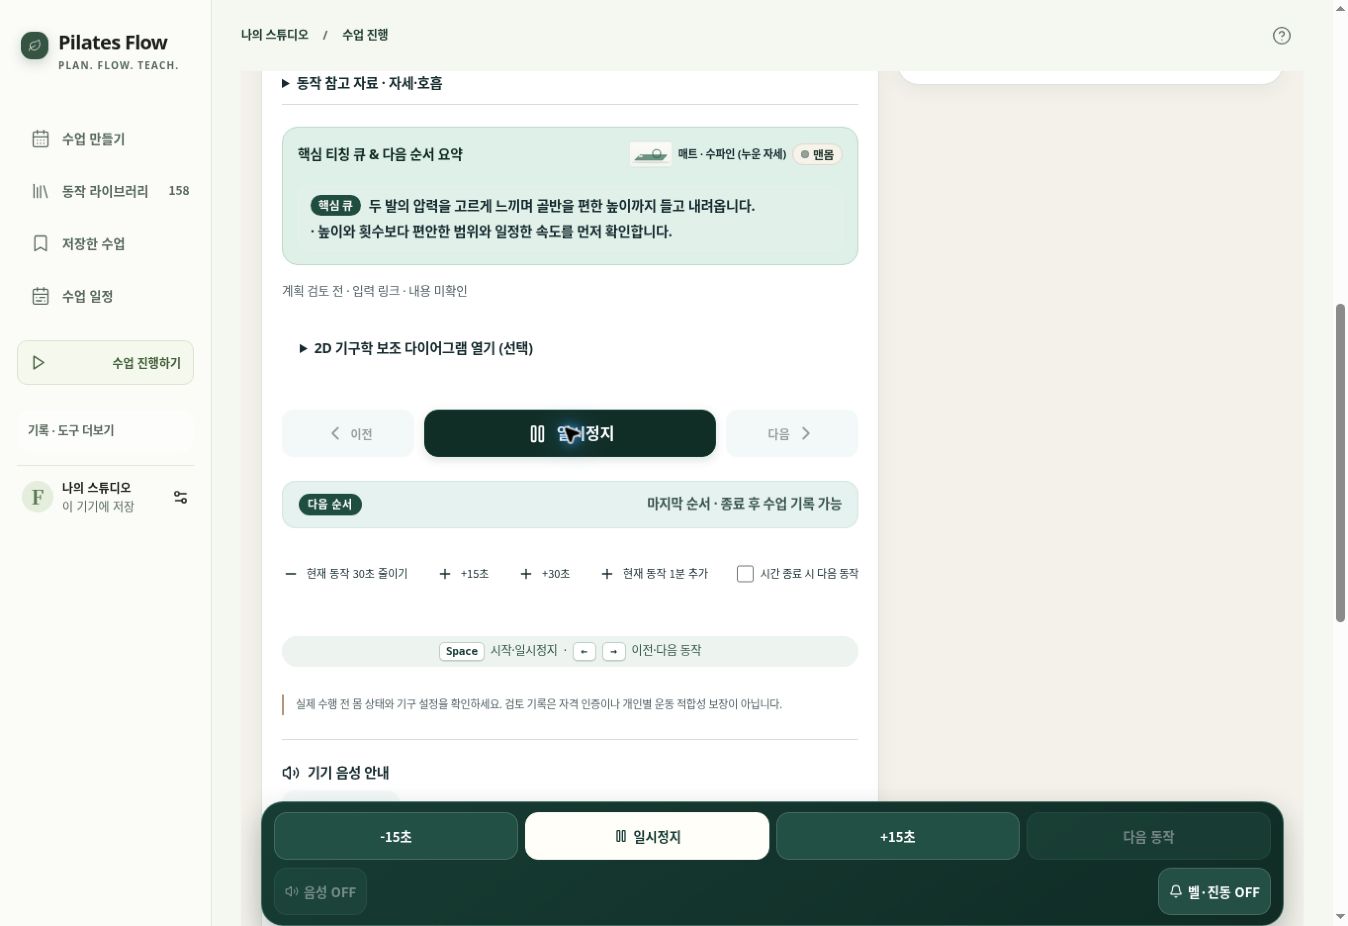 Pilates Flow
PLAN. FLOW. TEACH.
수업 만들기
동작 라이브러리 158
저장한 수업
수업 일정
수업 진행하기
기록 · 도구 더보기
F
나의 스튜디오
이 기기에 저장
나의 스튜디오 / 수업 진행
?
▶ 동작 참고 자료 · 자세·호흡
핵심 티칭 큐 & 다음 순서 요약
매트 · 수파인 (누운 자세)
맨몸
핵심 큐 두 발의 압력을 고르게 느끼며 골반을 편한 높이까지 들고 내려옵니다.
· 높이와 횟수보다 편안한 범위와 일정한 속도를 먼저 확인합니다.
계획 검토 전 · 입력 링크 · 내용 미확인
▶ 2D 기구학 보조 다이어그램 열기 (선택)
이전
일시정지
다음
다음 순서
마지막 순서 · 종료 후 수업 기록 가능
− 현재 동작 30초 줄이기
+ +15초
+ +30초
+ 현재 동작 1분 추가
시간 종료 시 다음 동작
Space 시작·일시정지 · ← → 이전·다음 동작
실제 수행 전 몸 상태와 기구 설정을 확인하세요. 검토 기록은 자격 인증이나 개인별 운동 적합성 보장이 아닙니다.
기기 음성 안내
-15초
일시정지
+15초
다음 동작
음성 OFF
벨·진동 OFF